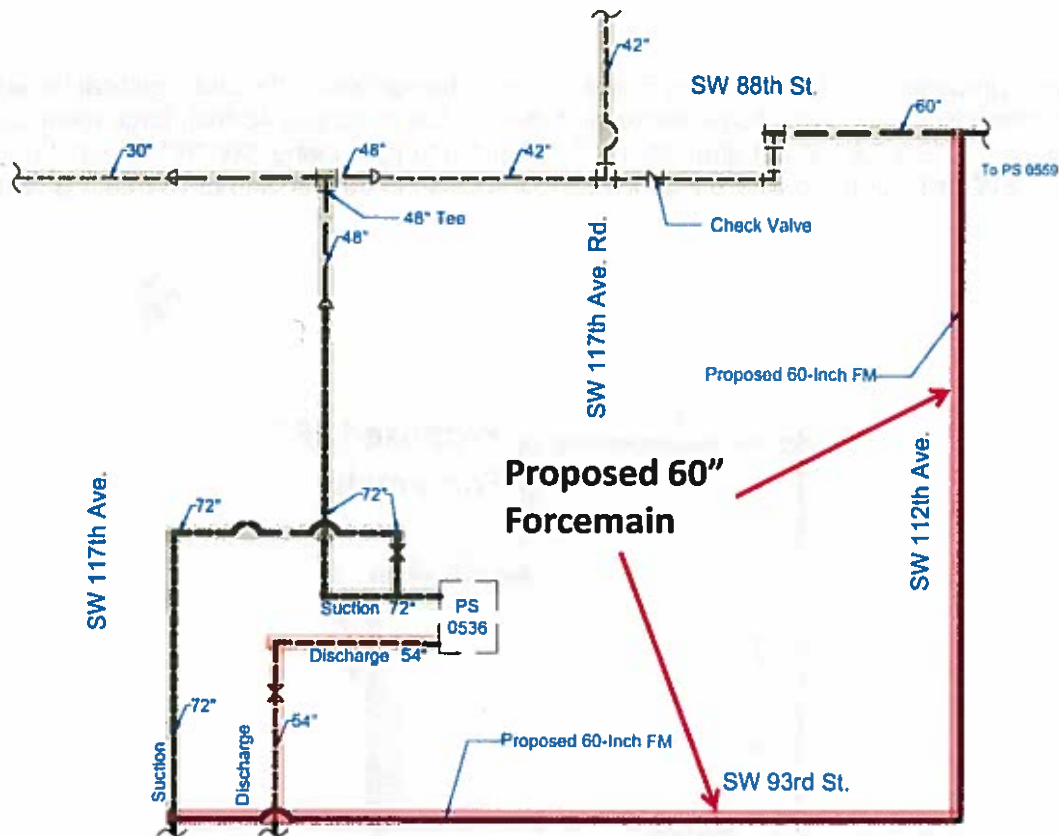 42"
SW 88th St.
60"
30"
48"
42"
To PS 0559
48" Tee
Check Valve
48"
SW 117th Ave. Rd.
Proposed 60-Inch FM
Proposed 60”
Forcemain
SW 117th Ave.
SW 112th Ave.
72"
72"
Suction 72"
PS
0536
Discharge 54"
72"
54"
Suction
Discharge
Proposed 60-Inch FM
SW 93rd St.